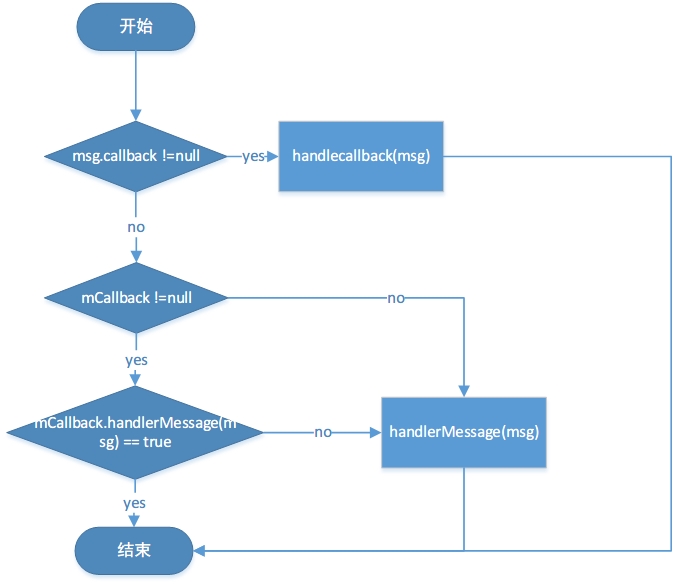 开始
msg.callback !=null
yes
handlecallback(msg)
no
mCallback !=null
no
yes
mCallback.handlerMessage(m
sg) == true
no
handlerMessage(msg)
yes
结束